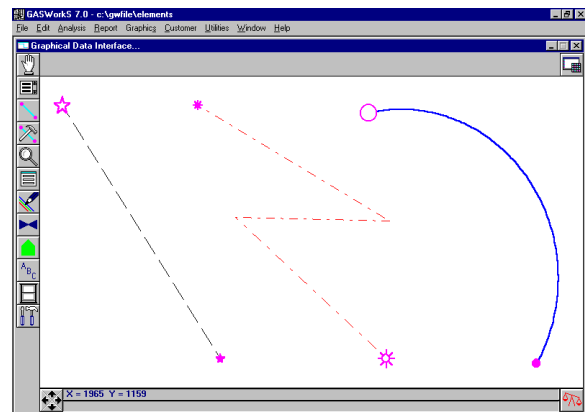 GASWorkS 7.0 - c:\gwfile\elements
File Edit Analysis Report Graphics Customer Utilities Window Help
Graphical Data Interface...
ABC
X = 1965 Y = 1159